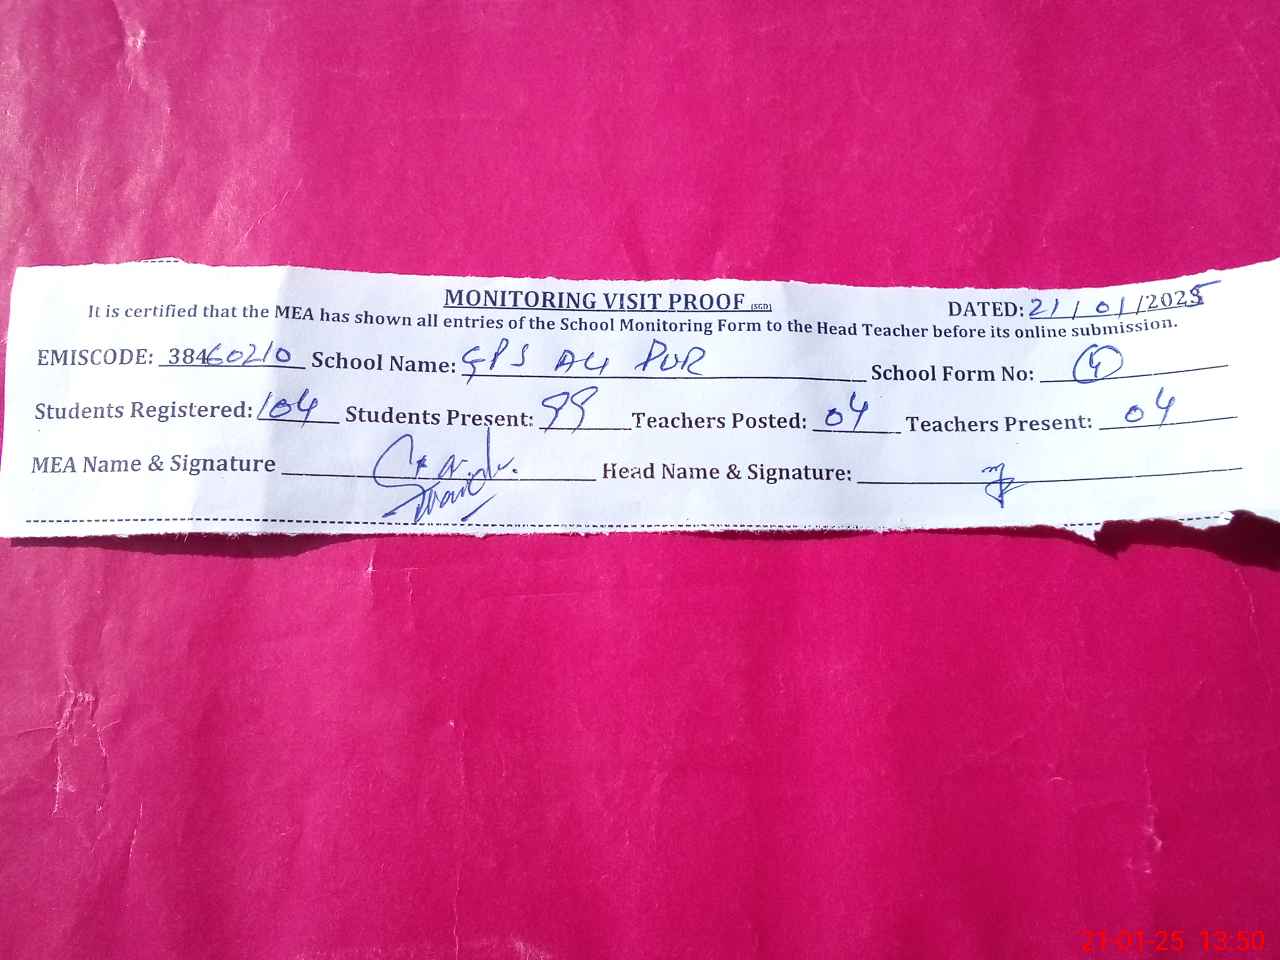 MONITORING VISIT PROOF (SGD) DATED: 21/01/2025
It is certified that the MEA has shown all entries of the School Monitoring Form to the Head Teacher before its online submission.
EMISCODE: 38460210 School Name: GPS ALI PUR School Form No: 4
Students Registered: 104 Students Present: 99 Teachers Posted: 04 Teachers Present: 04
MEA Name & Signature Head Name & Signature:
21-01-25 13:50